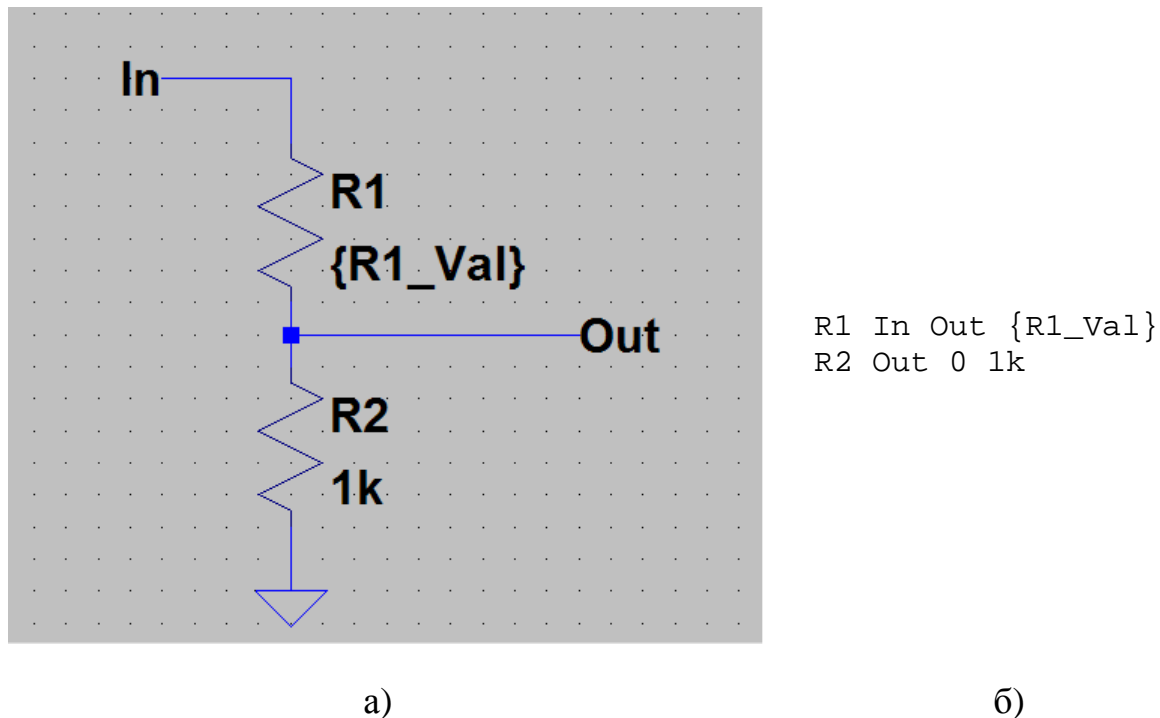 In
R1
{R1_Val}
Out
R2
1k
R1 In Out {R1_Val}
R2 Out 0 1k
а)
б)